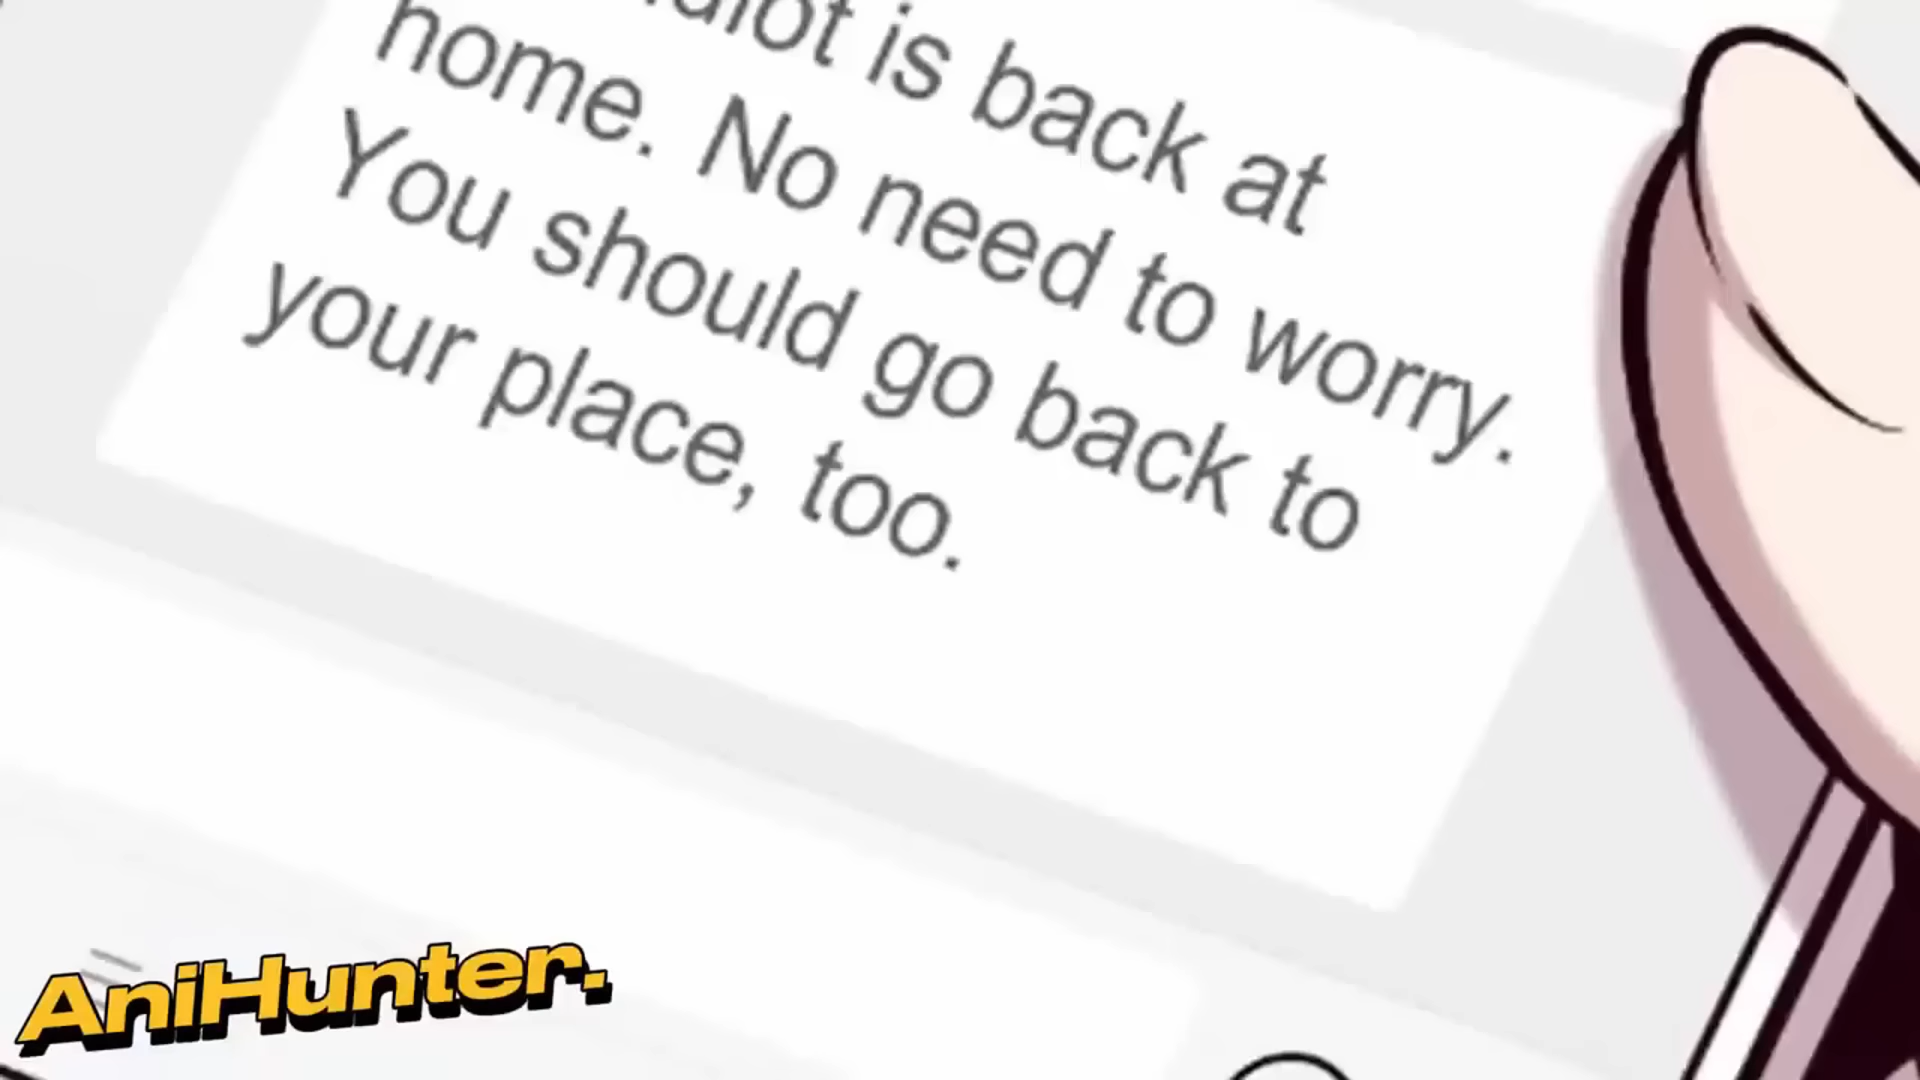 is back at
home. No need to worry.
You should go back to
your place, too.
AniHunter.